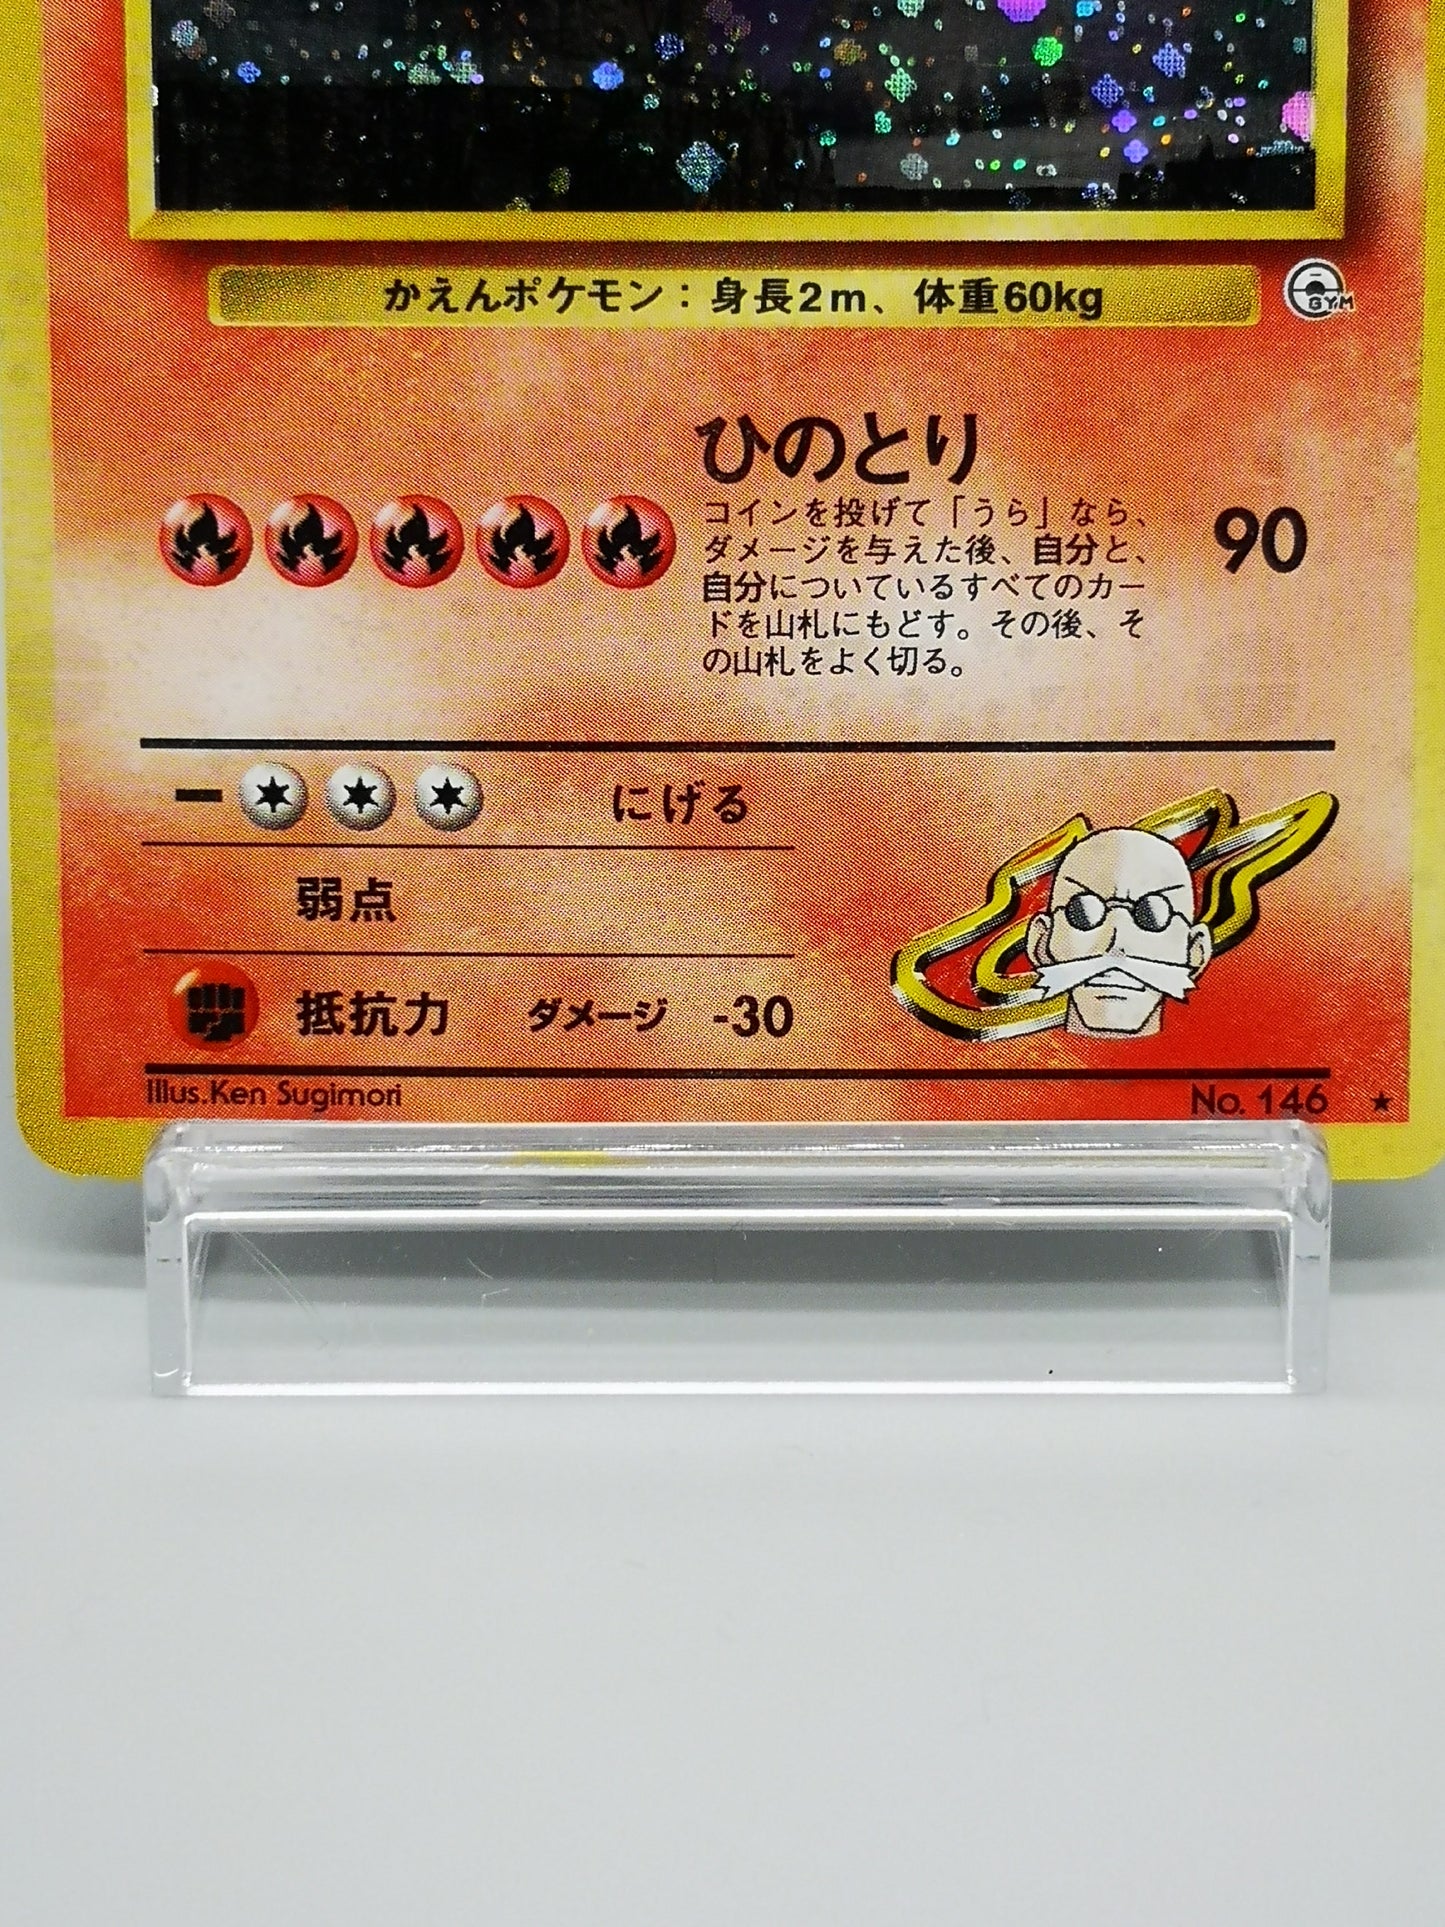 かえんポケモン：身長2m、体重60kg
GYM
ひのとり
コインを投げて「うら」なら、
ダメージを与えた後、自分と、
自分についているすべてのカー
ドを山札にもどす。その後、そ
の山札をよく切る。
90
にげる
弱点
抵抗力 ダメージ -30
Illus.Ken Sugimori
No. 146 ★